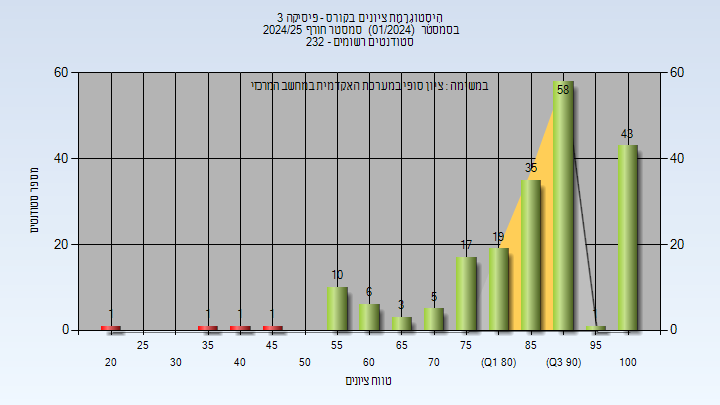 היסטוגרמת ציונים בקורס - פיסיקה 3
בסמסטר (01/2024) סמסטר חורף 2024/25
סטודנטים רשומים - 232
במשימה : ציון סופי במערכת האקדמית במחשב המרכזי
מספר סטודנטים
60 60
40 40
20 20
0 0
1 1 1 1 10 6 3 5 17 19 35 58 1 43
25 35 45 55 65 75 85 95
20 30 40 50 60 70 (Q1 80) (Q3 90) 100
טווח ציונים